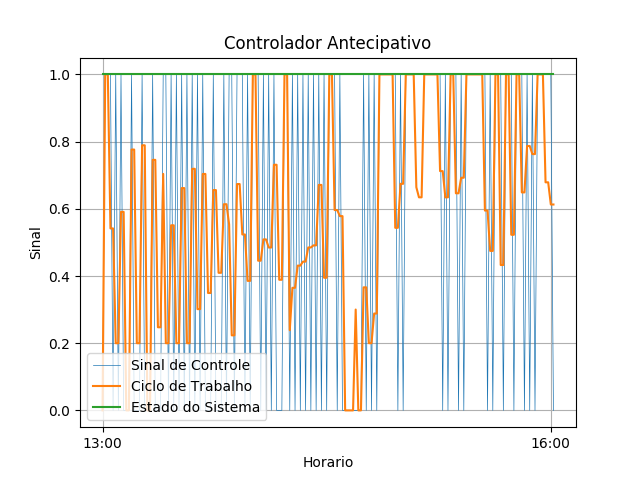 Controlador Antecipativo
1.0
0.8
0.6
0.4
0.2
0.0
Sinal
Sinal de Controle
Ciclo de Trabalho
Estado do Sistema
13:00
16:00
Horario